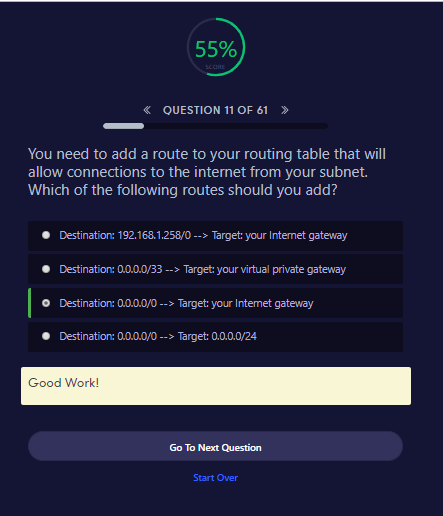 55%
SCORE
« QUESTION 11 OF 61 »
You need to add a route to your routing table that will
allow connections to the internet from your subnet.
Which of the following routes should you add?
Destination: 192.168.1.258/0 --> Target: your Internet gateway
Destination: 0.0.0.0/33 --> Target: your virtual private gateway
Destination: 0.0.0.0/0 --> Target: your Internet gateway
Destination: 0.0.0.0/0 --> Target: 0.0.0.0/24
Good Work!
Go To Next Question
Start Over